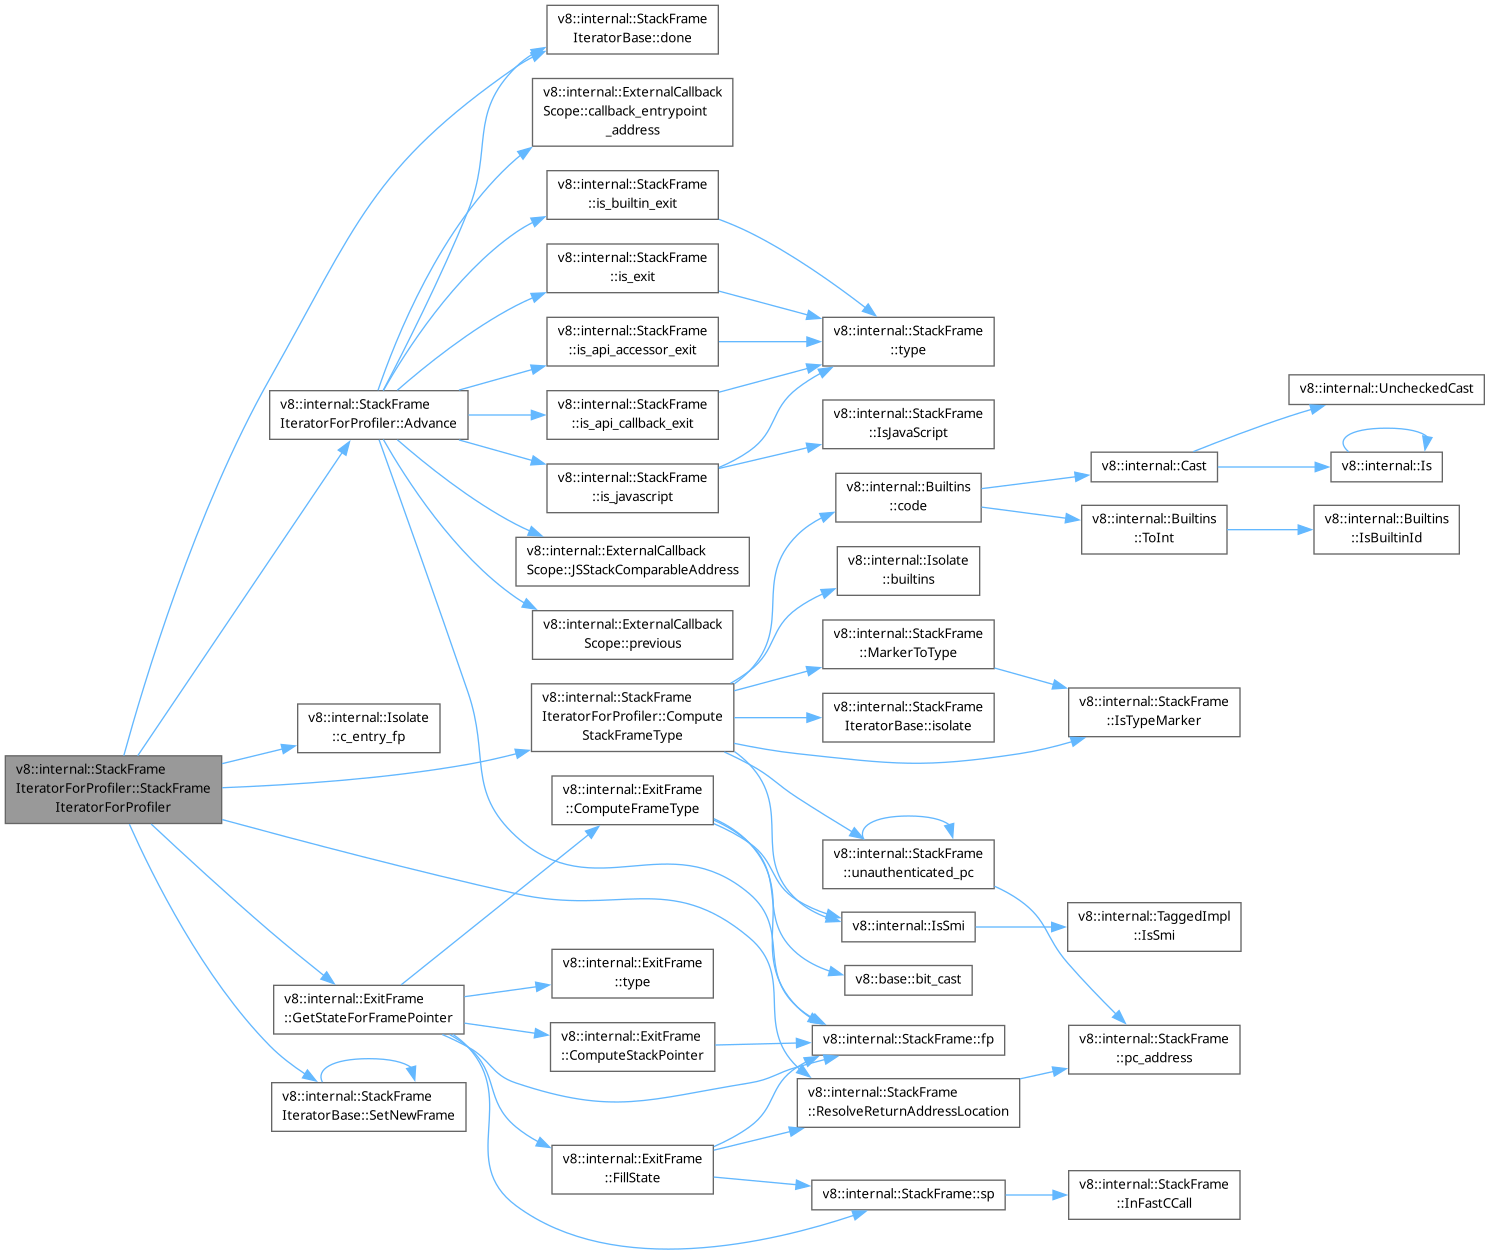 v8::internal::StackFrame
IteratorBase::done
v8::internal::ExternalCallback
Scope::callback_entrypoint
_address
v8::internal::StackFrame
::is_builtin_exit
v8::internal::StackFrame
::is_exit
v8::internal::StackFrame
::is_api_accessor_exit
v8::internal::StackFrame
::type
v8::internal::StackFrame
IteratorForProfiler::Advance
v8::internal::StackFrame
::is_api_callback_exit
v8::internal::StackFrame
::IsJavaScript
v8::internal::UncheckedCast
v8::internal::Cast
v8::internal::Is
v8::internal::StackFrame
::is_javascript
v8::internal::Builtins
::code
v8::internal::Builtins
::ToInt
v8::internal::Builtins
::IsBuiltinId
v8::internal::ExternalCallback
Scope::JSStackComparableAddress
v8::internal::Isolate
::builtins
v8::internal::ExternalCallback
Scope::previous
v8::internal::StackFrame
::MarkerToType
v8::internal::Isolate
::c_entry_fp
v8::internal::StackFrame
IteratorForProfiler::Compute
StackFrameType
v8::internal::StackFrame
IteratorBase::isolate
v8::internal::StackFrame
::IsTypeMarker
v8::internal::StackFrame
IteratorForProfiler::StackFrame
IteratorForProfiler
v8::internal::ExitFrame
::ComputeFrameType
v8::internal::StackFrame
::unauthenticated_pc
v8::internal::IsSmi
v8::internal::TaggedImpl
::IsSmi
v8::internal::ExitFrame
::type
v8::base::bit_cast
v8::internal::ExitFrame
::GetStateForFramePointer
v8::internal::ExitFrame
::ComputeStackPointer
v8::internal::StackFrame::fp
v8::internal::StackFrame
::pc_address
v8::internal::StackFrame
IteratorBase::SetNewFrame
v8::internal::StackFrame
::ResolveReturnAddressLocation
v8::internal::ExitFrame
::FillState
v8::internal::StackFrame::sp
v8::internal::StackFrame
::InFastCCall